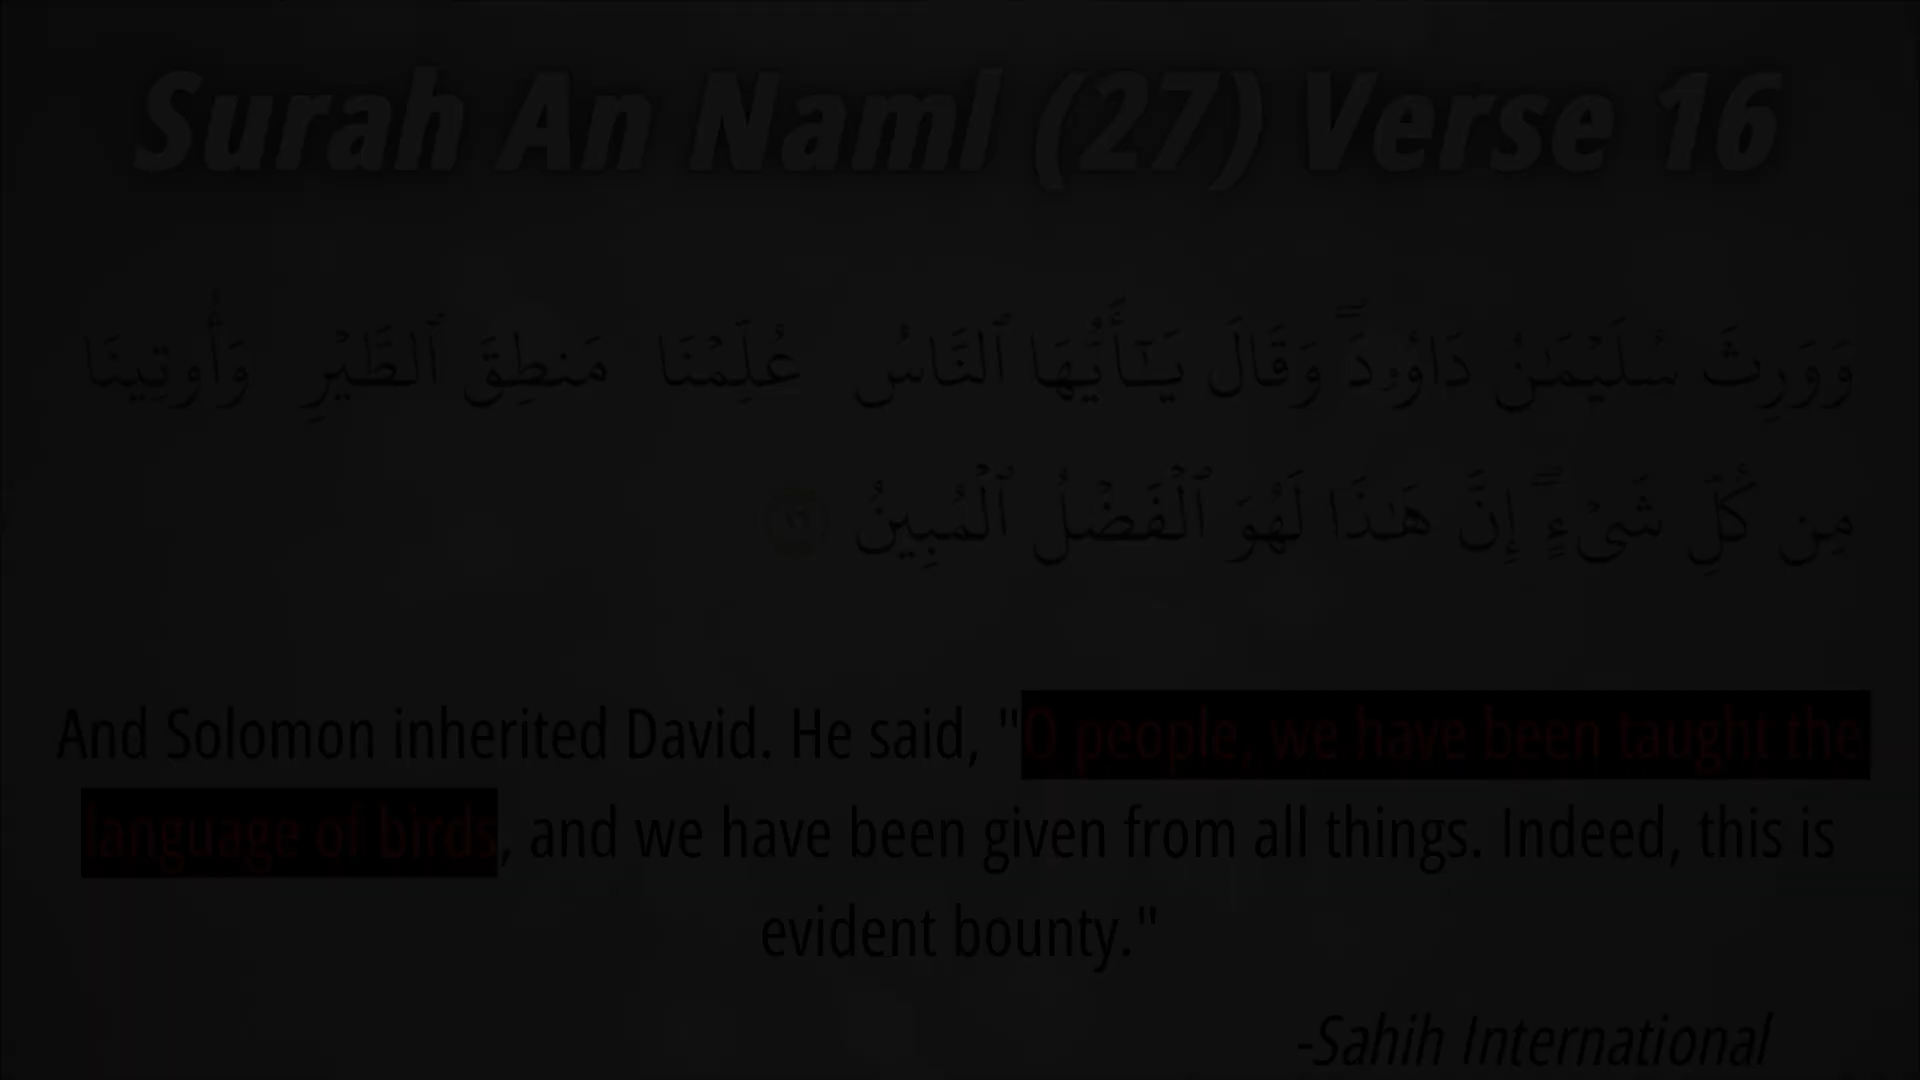 Surah An Naml (27) Verse 16
وَوَرِثَ سُلَيْمَـٰنُ دَاوُۥدَ ۖ وَقَالَ يَـٰٓأَيُّهَا ٱلنَّاسُ عُلِّمْنَا مَنطِقَ ٱلطَّيْرِ وَأُوتِينَا
مِن كُلِّ شَىْءٍ ۖ إِنَّ هَـٰذَا لَهُوَ ٱلْفَضْلُ ٱلْمُبِينُ ١٦
And Solomon inherited David. He said, "O people, we have been taught the
language of birds, and we have been given from all things. Indeed, this is
evident bounty."
-Sahih International